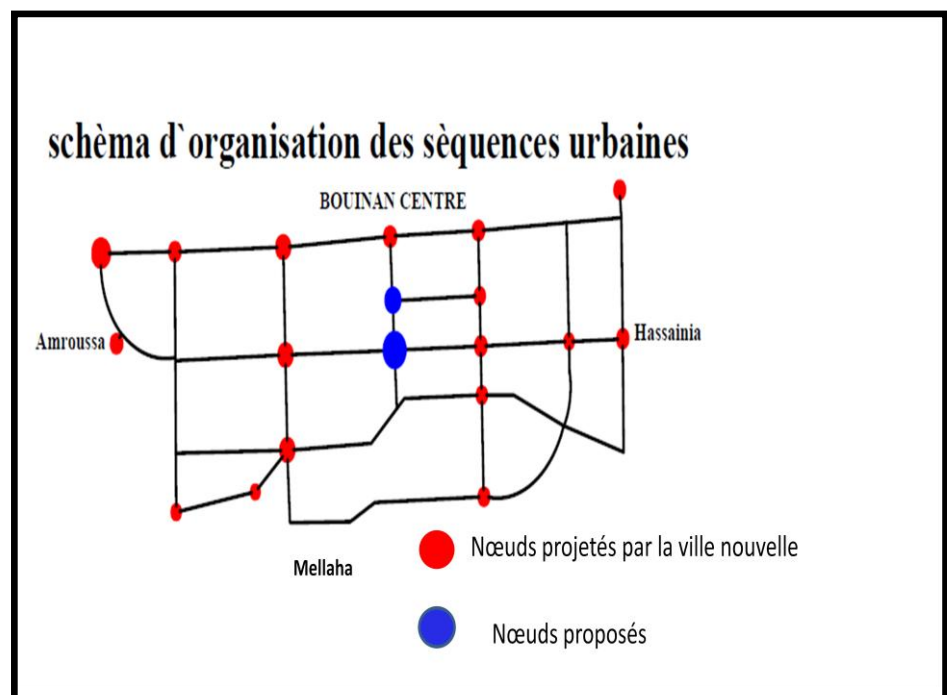 schèma d`organisation des sèquences urbaines
BOUINAN CENTRE
Amroussa
Hassainia
Mellaha
Nœuds projetés par la ville nouvelle
Nœuds proposés